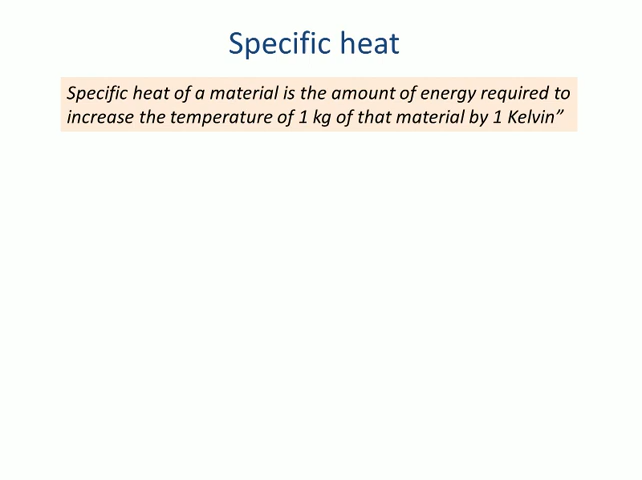 Specific heat
Specific heat of a material is the amount of energy required to
increase the temperature of 1 kg of that material by 1 Kelvin”